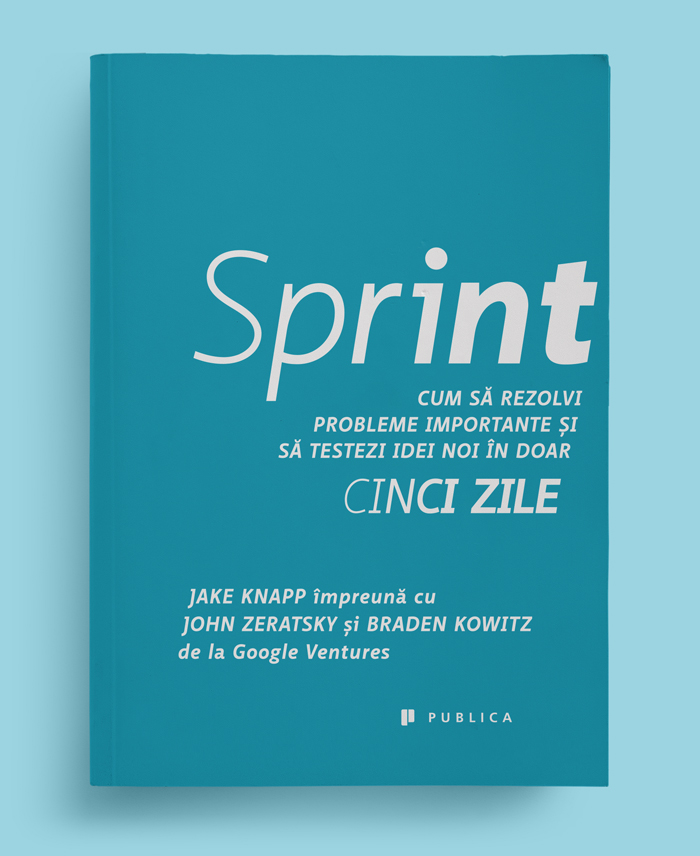 Sprint
CUM SĂ REZOLVI
PROBLEME IMPORTANTE ȘI
SĂ TESTEZI IDEI NOI ÎN DOAR
CINCI ZILE
JAKE KNAPP împreună cu
JOHN ZERATSKY și BRADEN KOWITZ
de la Google Ventures
PUBLICA